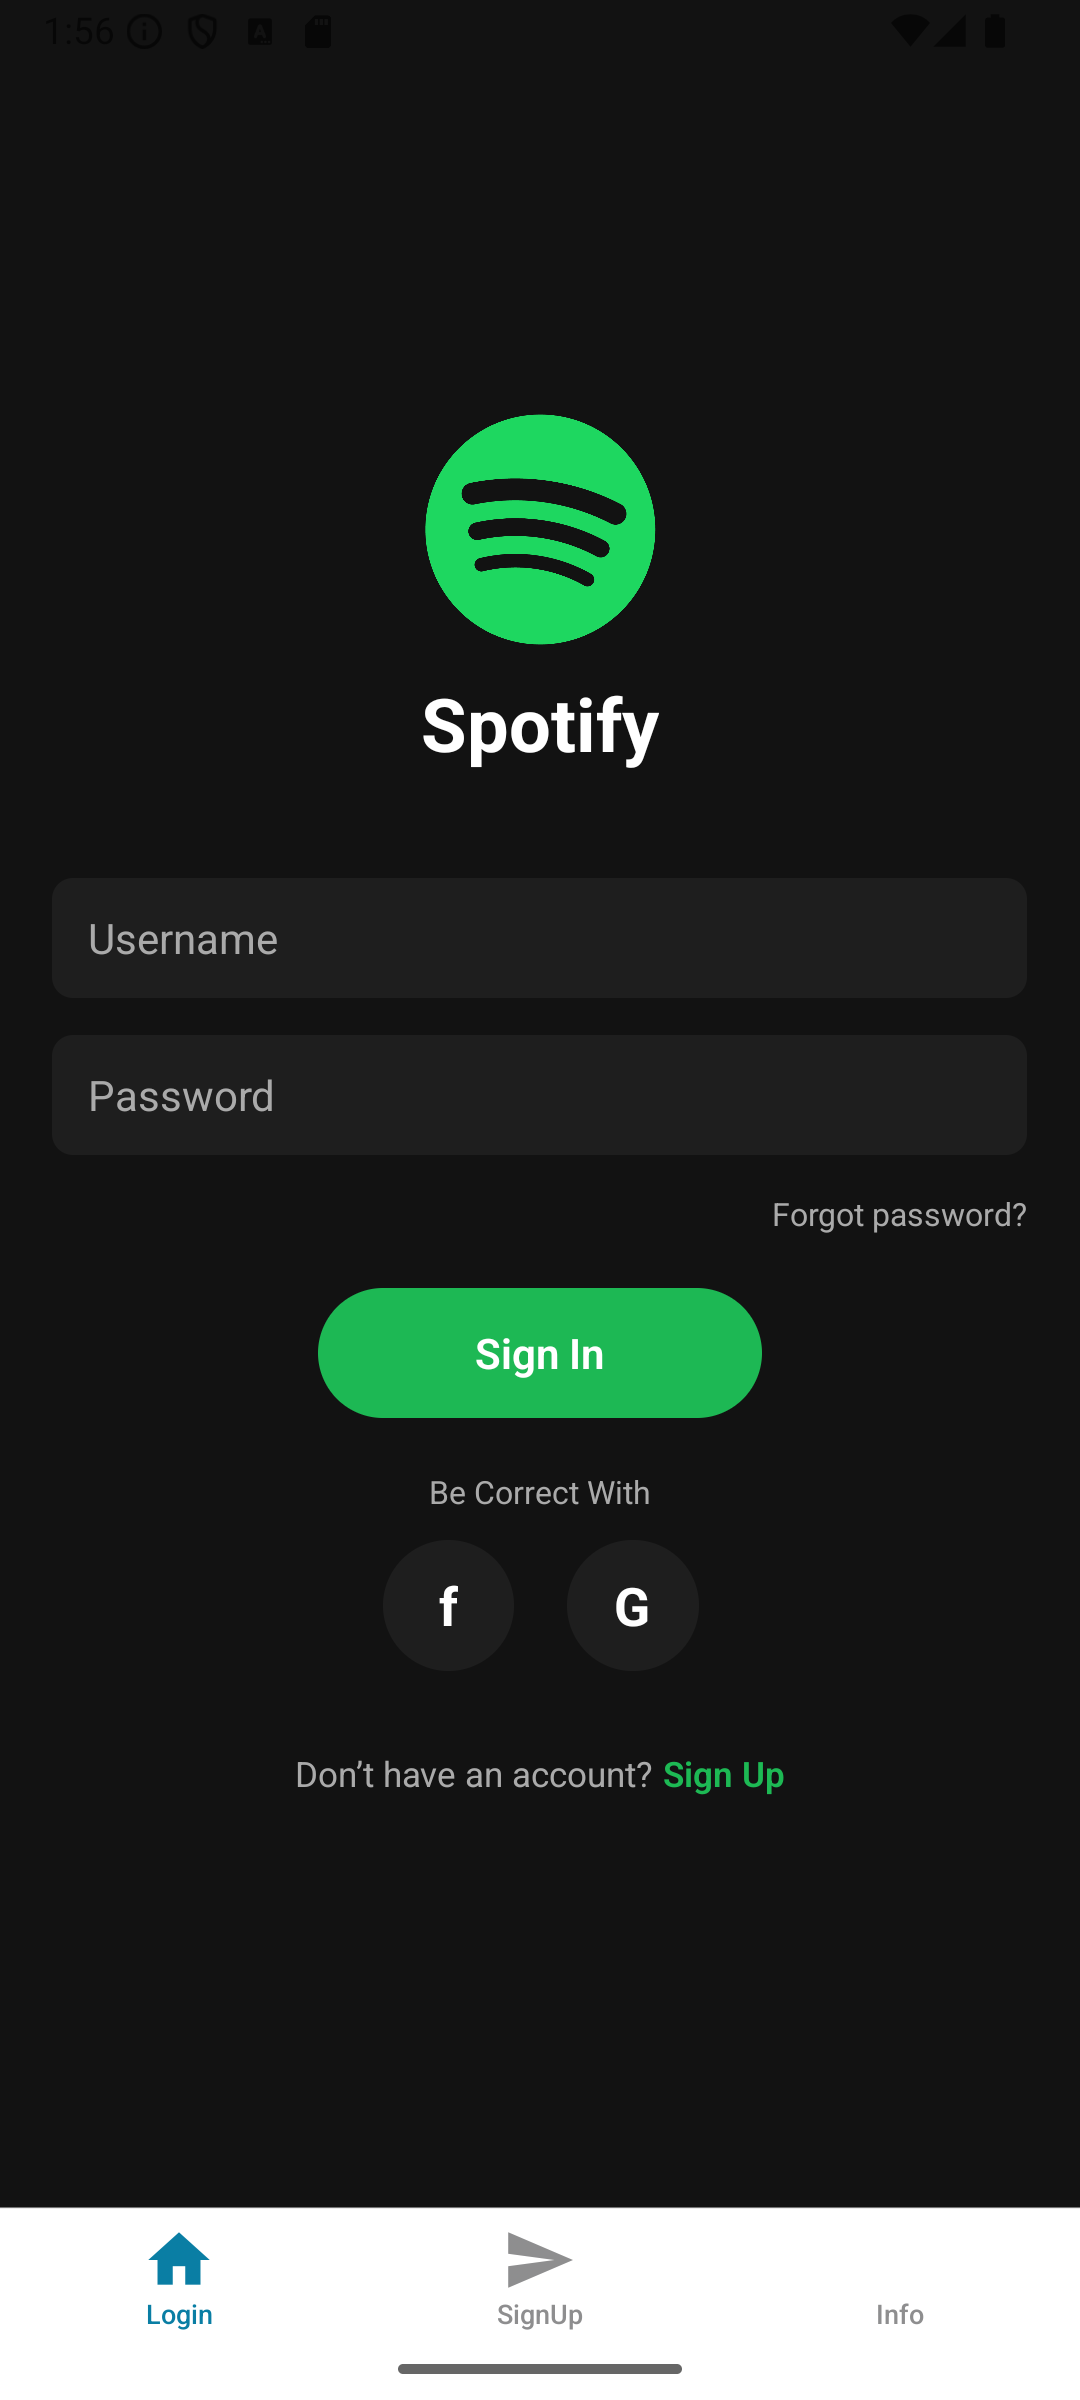 1:56
Spotify
Username
Password
Forgot password?
Sign In
Be Correct With
f G
Don’t have an account? Sign Up
Login SignUp Info